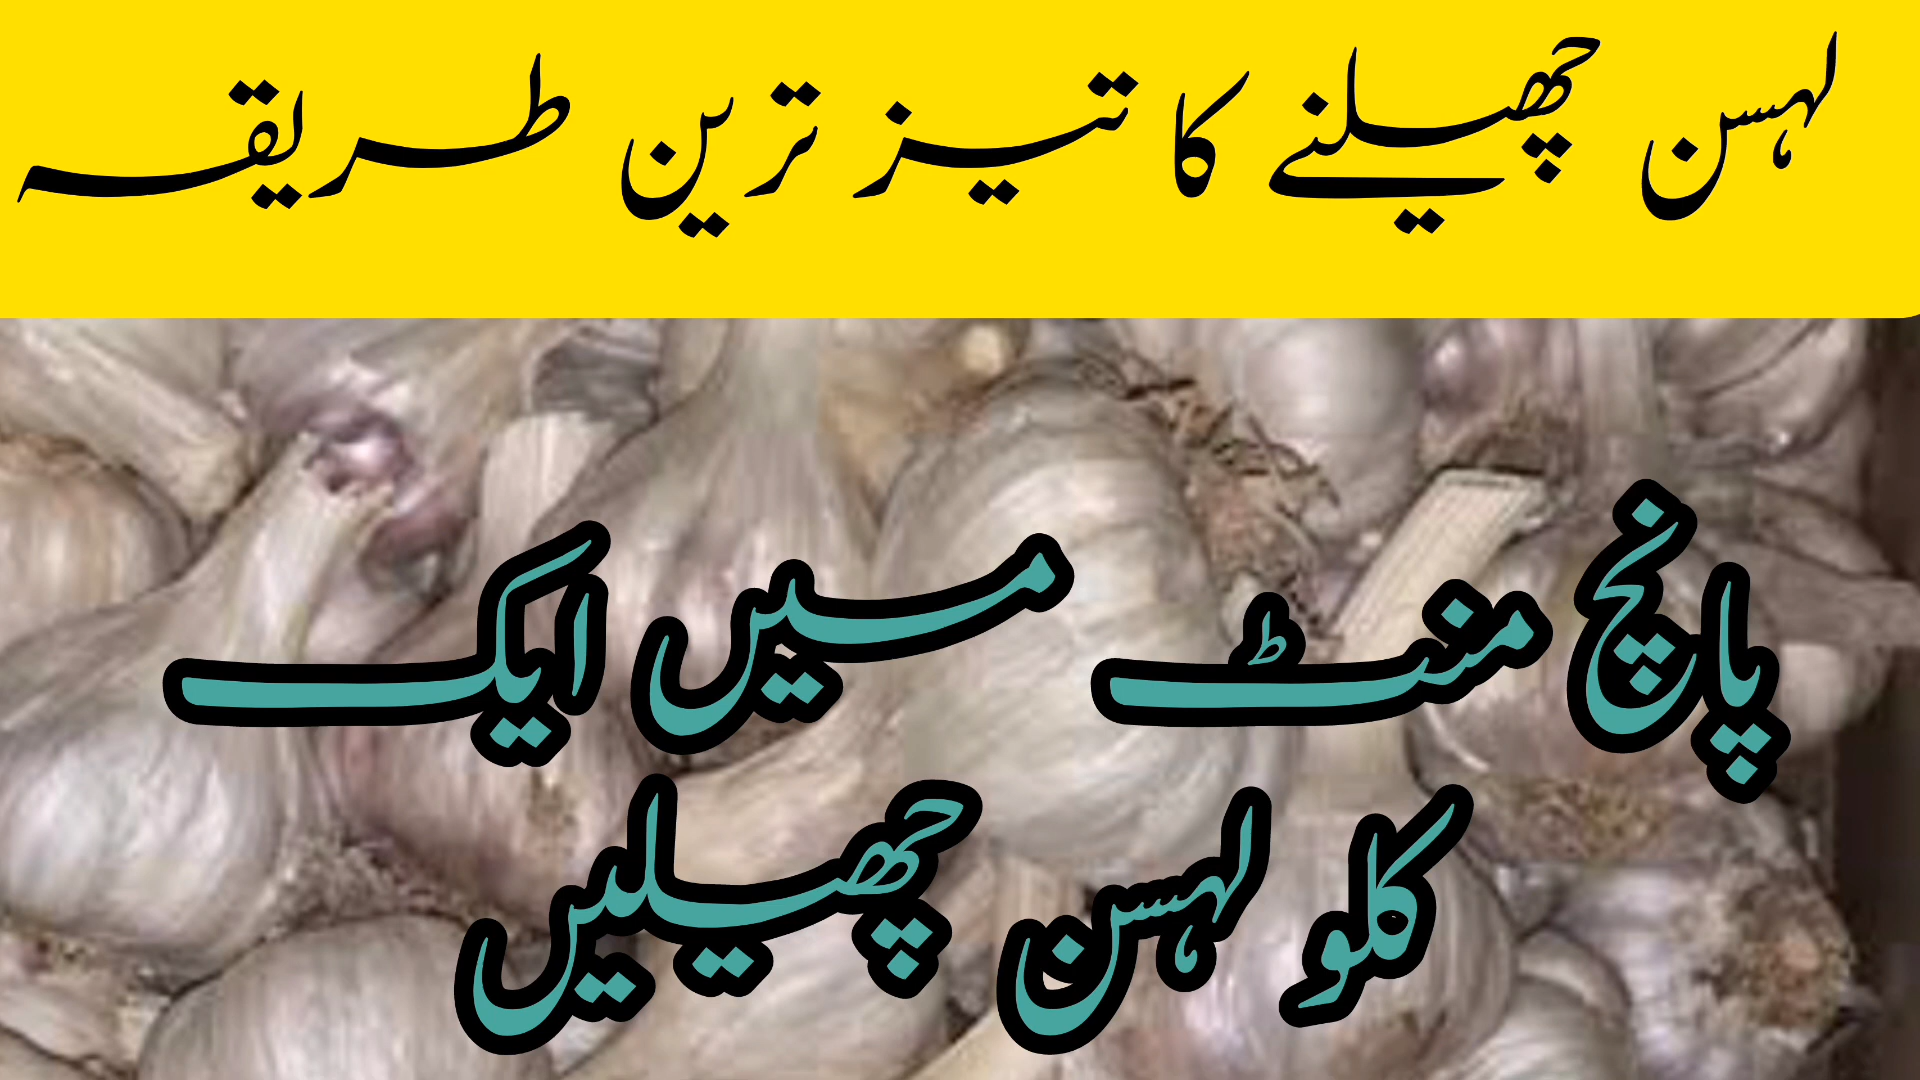 لہسن چھیلنے کا تیز ترین طریقہ
پانچ منٹ میں ایک
کلو لہسن چھیلیں